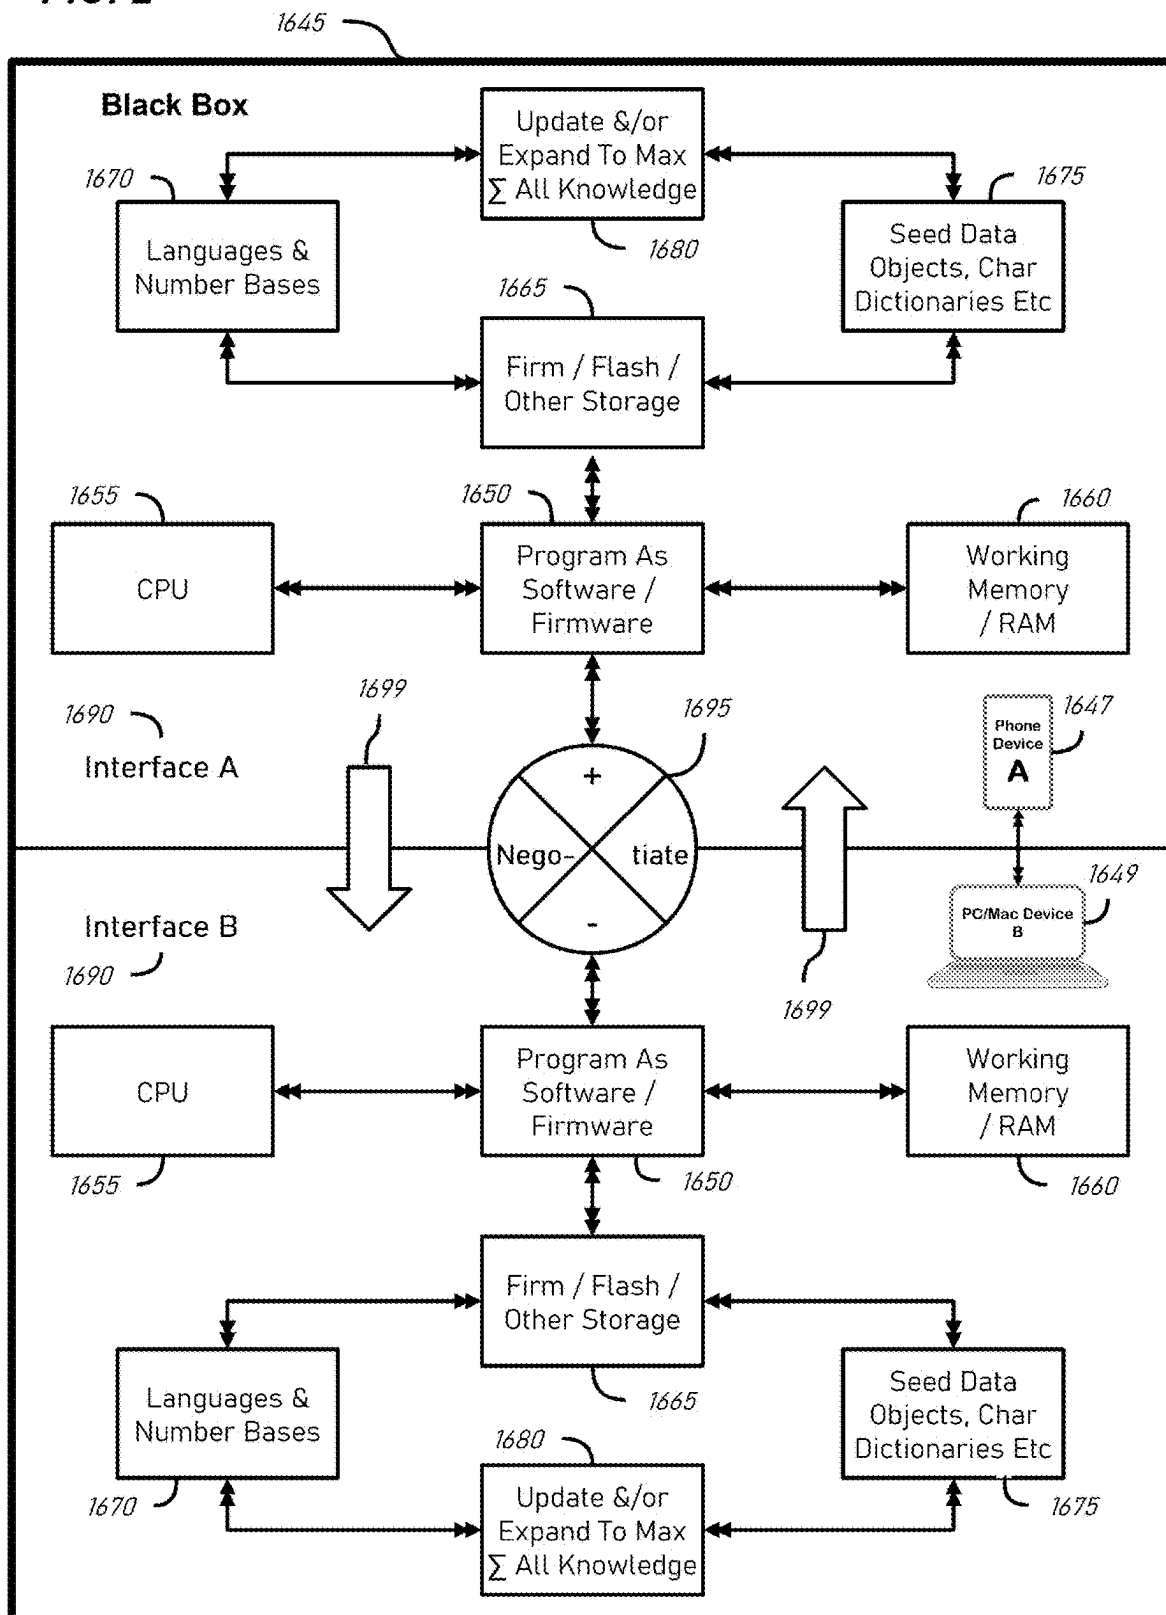 1645
Black Box
Update &/or
Expand To Max
∑ All Knowledge
1670
1675
1680
Languages &
Number Bases
Seed Data
Objects, Char
Dictionaries Etc
1665
Firm / Flash /
Other Storage
1655
1650
1660
CPU
Program As
Software /
Firmware
Working
Memory
/ RAM
1699
1690
1695
1647
Interface A
Phone
Device
A
+
Nego-
tiate
-
1649
PC/Mac Device
B
Interface B
1690
1699
CPU
Program As
Software /
Firmware
Working
Memory
/ RAM
1655
1650
1660
Firm / Flash /
Other Storage
1665
Languages &
Number Bases
Seed Data
Objects, Char
Dictionaries Etc
1680
1670
1675
Update &/or
Expand To Max
∑ All Knowledge